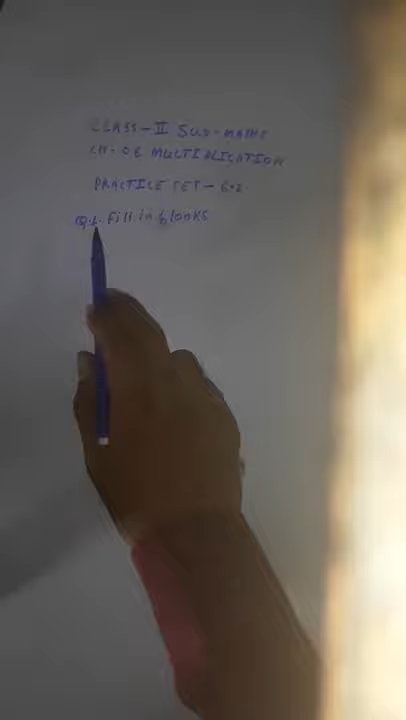 CLASS-II SUB-MATHS
CH-06 MULTIPLICATION
PRACTICE SET - 6.2
Q.1. Fill in blanks